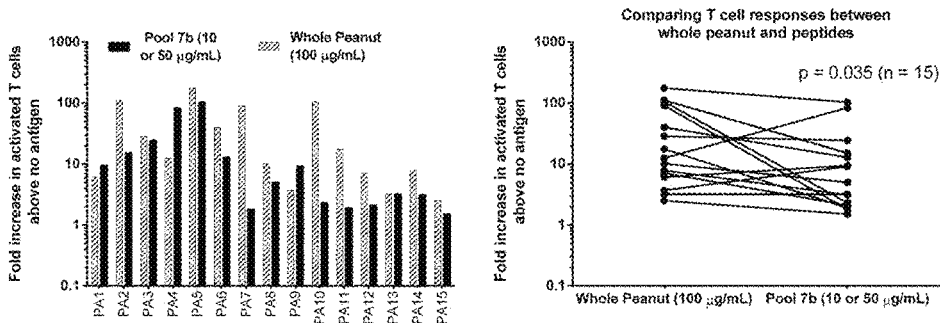 Pool 7b (10
or 50 µg/mL)
Whole Peanut
(100 µg/mL)
Fold increase in activated T cells
above no antigen
1000
100
10
1
0.1
PA1
PA2
PA3
PA4
PA5
PA6
PA7
PA8
PA9
PA10
PA11
PA12
PA13
PA14
PA15
Comparing T cell responses between
whole peanut and peptides
p = 0.035 (n = 15)
Fold increase in activated T cells
above no antigen
1000
100
10
1
0.1
Whole Peanut (100 µg/mL)
Pool 7b (10 or 50 µg/mL)